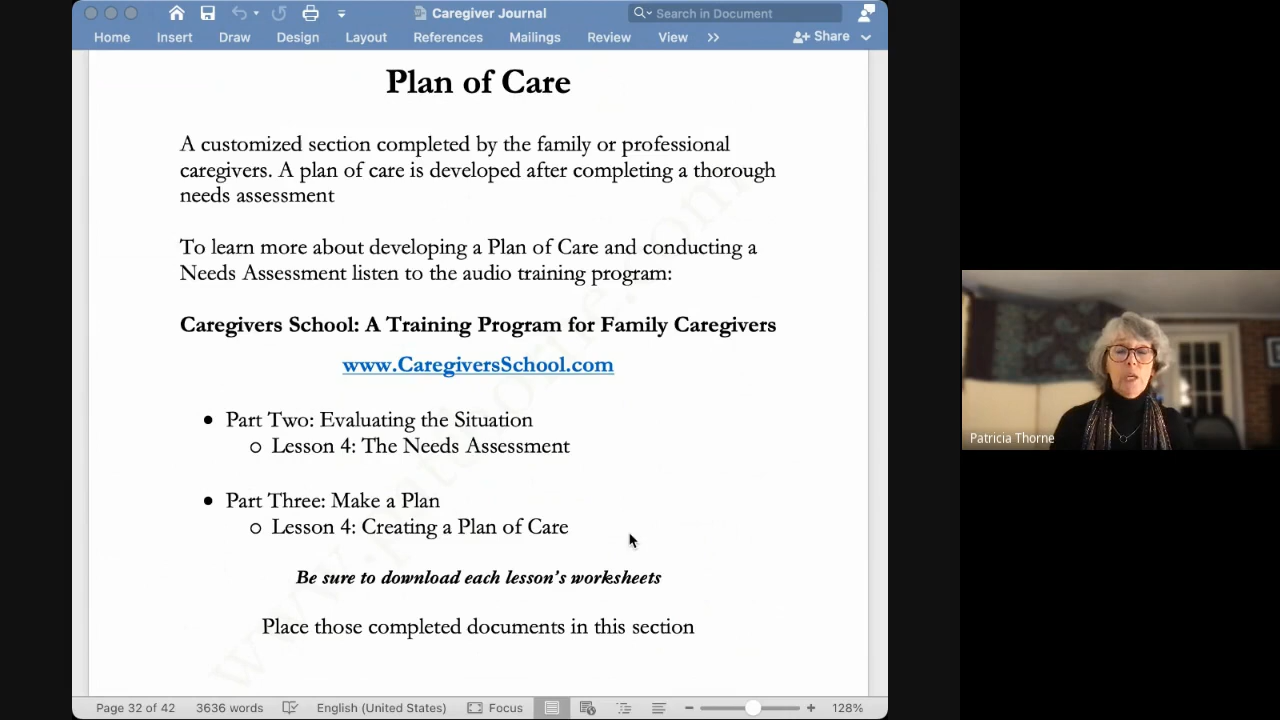 Caregiver Journal
Search in Document
Home Insert Draw Design Layout References Mailings Review View >> Share
Plan of Care
A customized section completed by the family or professional
caregivers. A plan of care is developed after completing a thorough
needs assessment
To learn more about developing a Plan of Care and conducting a
Needs Assessment listen to the audio training program:
Caregivers School: A Training Program for Family Caregivers
www.CaregiversSchool.com
• Part Two: Evaluating the Situation
o Lesson 4: The Needs Assessment
• Part Three: Make a Plan
o Lesson 4: Creating a Plan of Care
Be sure to download each lesson's worksheets
Place those completed documents in this section
Patricia Thorne
Page 32 of 42 3636 words English (United States) Focus 128%